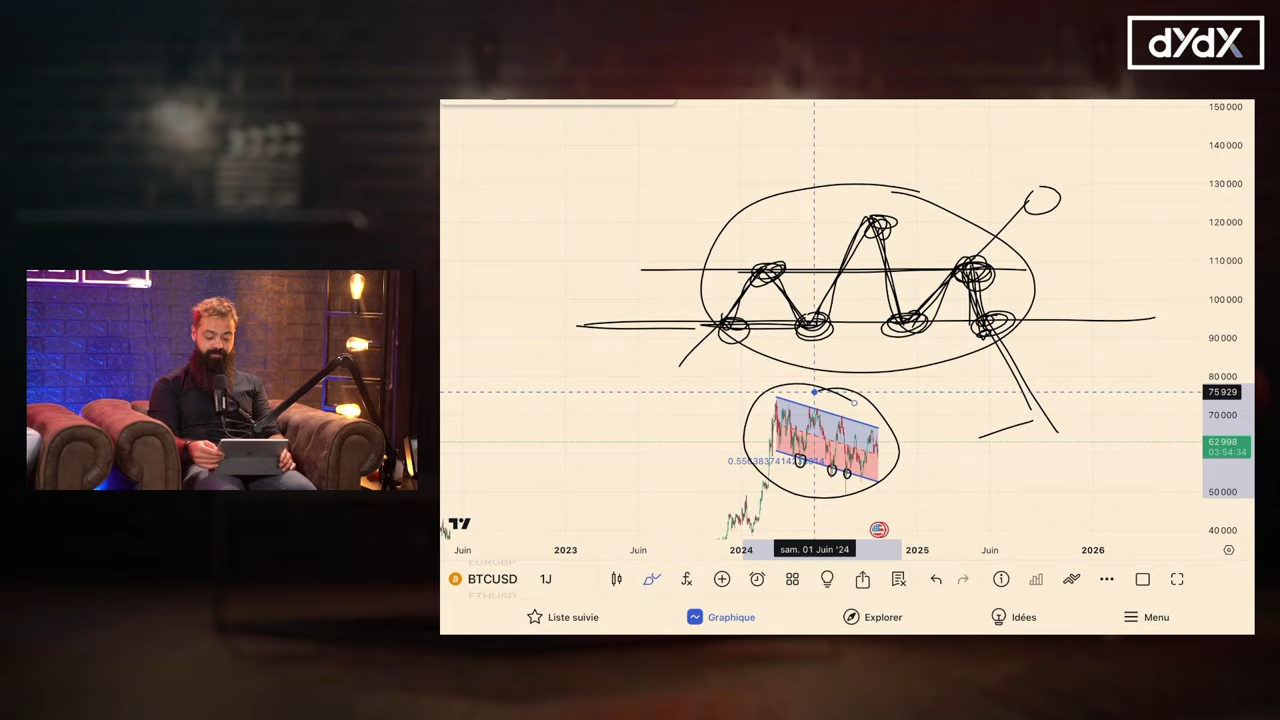 dYdX
150 000
140 000
130 000
120 000
110 000
100 000
90 000
80 000
75 929
70 000
62 998
03:54:34
50 000
40 000
Juin
2023
Juin
2024
sam. 01 Juin '24
2025
Juin
2026
BTCUSD
1J
ETHUSD
Liste suivie
Graphique
Explorer
Idées
Menu